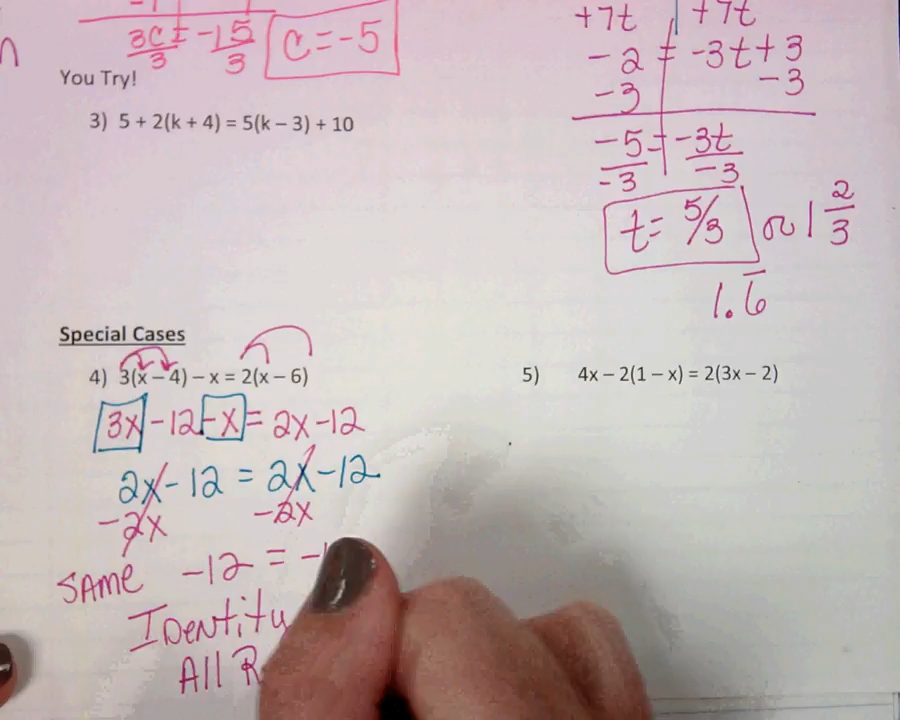 3C = -15
3 3
C = -5
You Try!
3) 5 + 2(k + 4) = 5(k – 3) + 10
+7t +7t
-2 = -3t+3
-3 -3
-5 = -3t
-3 -3
t = 5/3 or 1 2/3
1.6̅
Special Cases
4) 3(x – 4) – x = 2(x – 6)
3x -12 -x = 2x -12
2x - 12 = 2x - 12
-2x -2x
SAME -12 =
Identity
All
5) 4x – 2(1 – x) = 2(3x – 2)